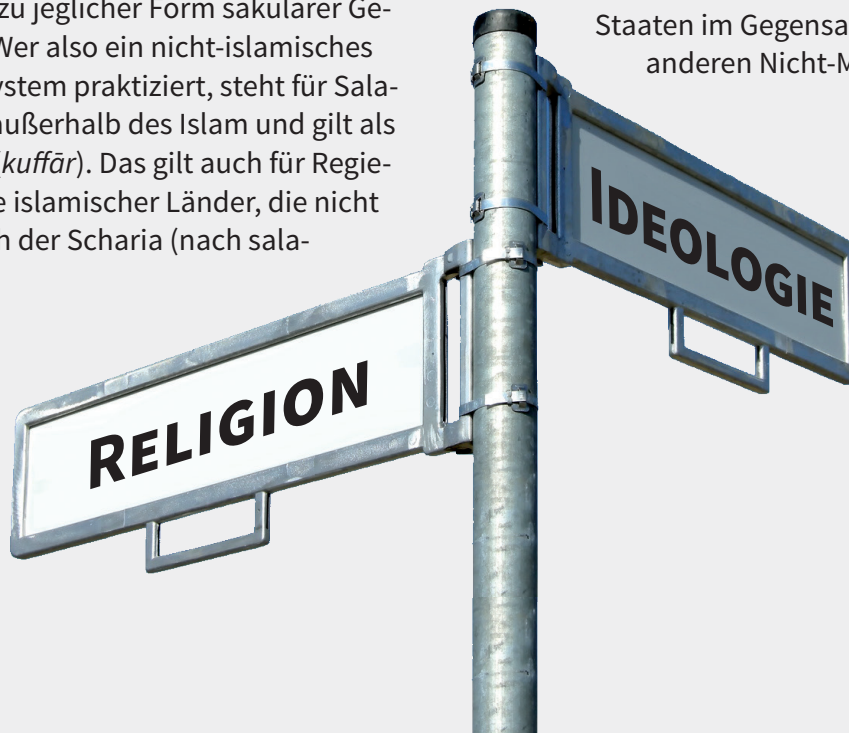 zu jeglicher Form säkularer Ge-
Wer also ein nicht-islamisches
ystem praktiziert, steht für Sala-
außerhalb des Islam und gilt als
(kuffār). Das gilt auch für Regie-
e islamischer Länder, die nicht
h der Scharia (nach sala-
Staaten im Gegensa
anderen Nicht-M
IDEOLOGIE
RELIGION